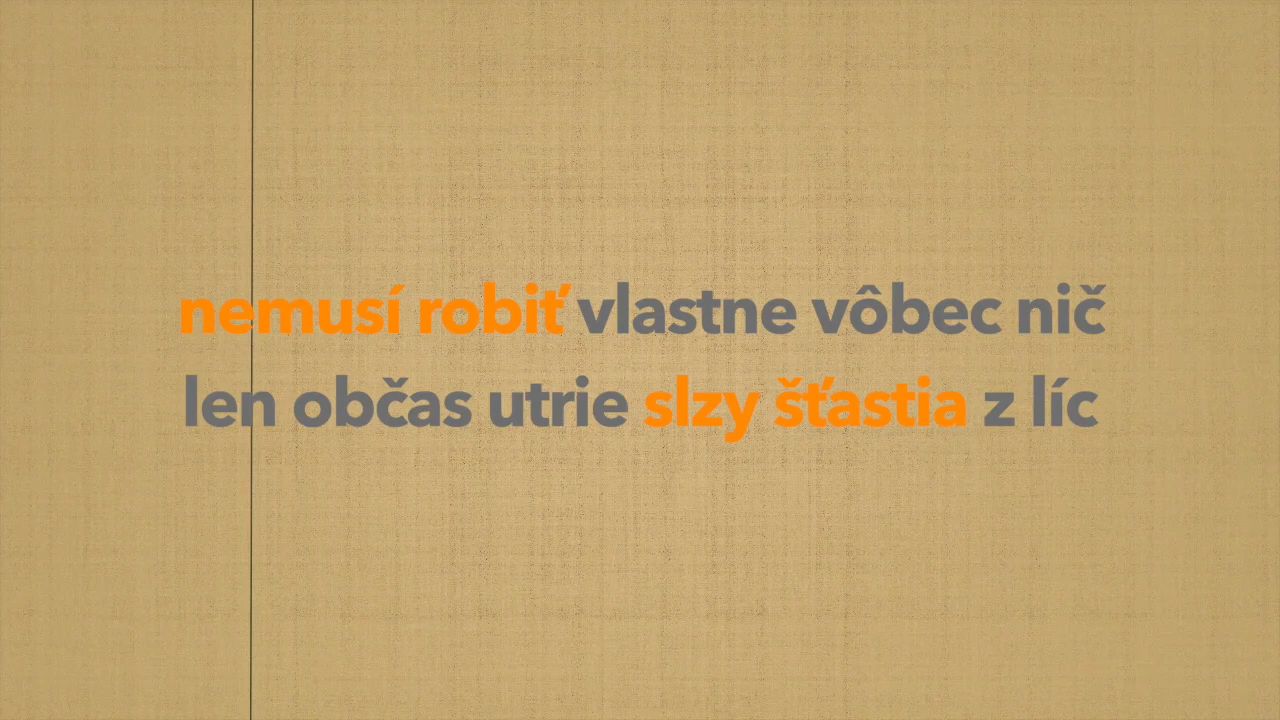 nemusí robiť vlastne vôbec nič
len občas utrie slzy šťastia z líc